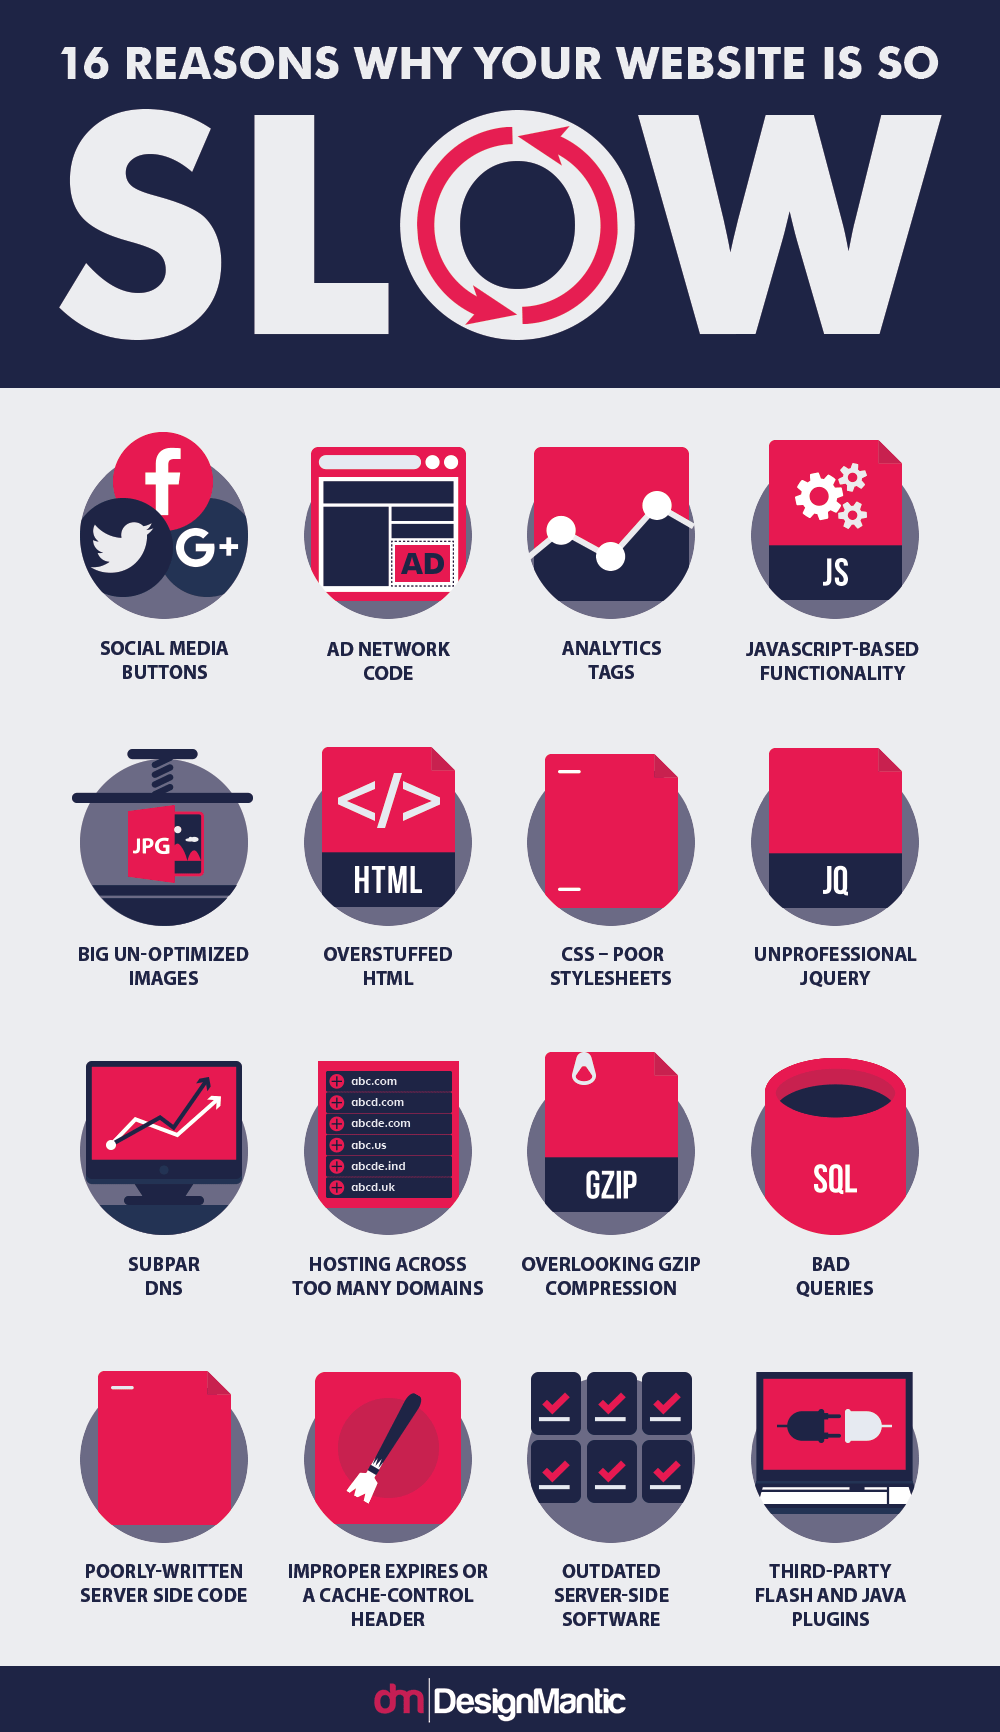 16 REASONS WHY YOUR WEBSITE IS SO
SLOW
f
G+
AD
JS
SOCIAL MEDIA
BUTTONS
AD NETWORK
CODE
ANALYTICS
TAGS
JAVASCRIPT-BASED
FUNCTIONALITY
JPG
</>
HTML
JQ
BIG UN-OPTIMIZED
IMAGES
OVERSTUFFED
HTML
CSS – POOR
STYLESHEETS
UNPROFESSIONAL
JQUERY
abc.com
abcd.com
abcde.com
abc.us
abcde.ind
abcd.uk
GZIP
SQL
SUBPAR
DNS
HOSTING ACROSS
TOO MANY DOMAINS
OVERLOOKING GZIP
COMPRESSION
BAD
QUERIES
POORLY-WRITTEN
SERVER SIDE CODE
IMPROPER EXPIRES OR
A CACHE-CONTROL
HEADER
OUTDATED
SERVER-SIDE
SOFTWARE
THIRD-PARTY
FLASH AND JAVA
PLUGINS
dm DesignMantic